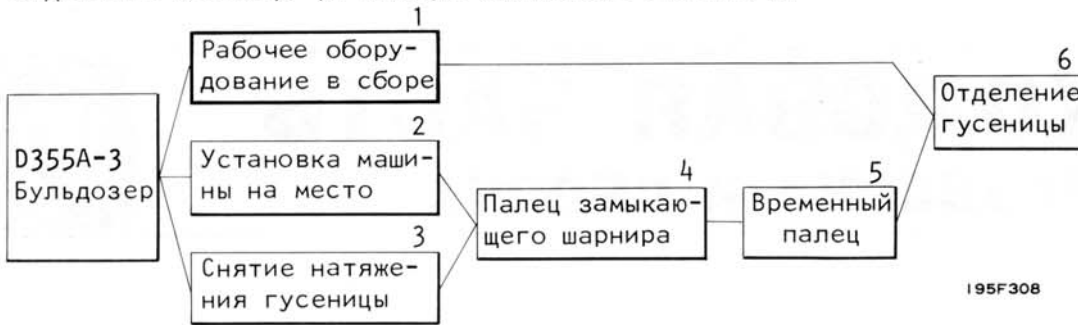 1
Рабочее обору-
дование в сборе
6
Отделение
гусеницы
2
D355A-3
Бульдозер
Установка маши-
ны на место
4
Палец замыкаю-
щего шарнира
5
Временный
палец
3
Снятие натяже-
ния гусеницы
195F308